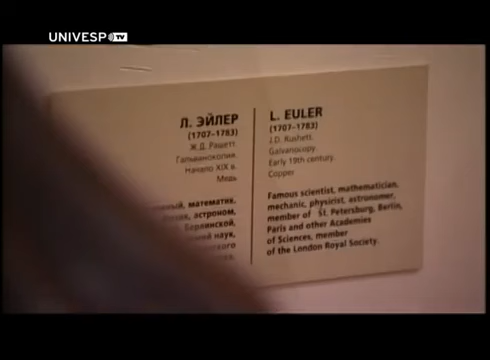 UNIVESP TV
Л. ЭЙЛЕР
(1707-1783)
Ж.Д. Рашетт.
Гальванокопия.
Начало XIX в.
Медь
математик,
астроном,
Берлинской,
наук,
L. EULER
(1707-1783)
J.D. Rashett.
Galvanocopy.
Early 19th century.
Copper
Famous scientist, mathematician,
mechanic, physicist, astronomer,
member of St. Petersburg, Berlin,
Paris and other Academies
of Sciences, member
of the London Royal Society.